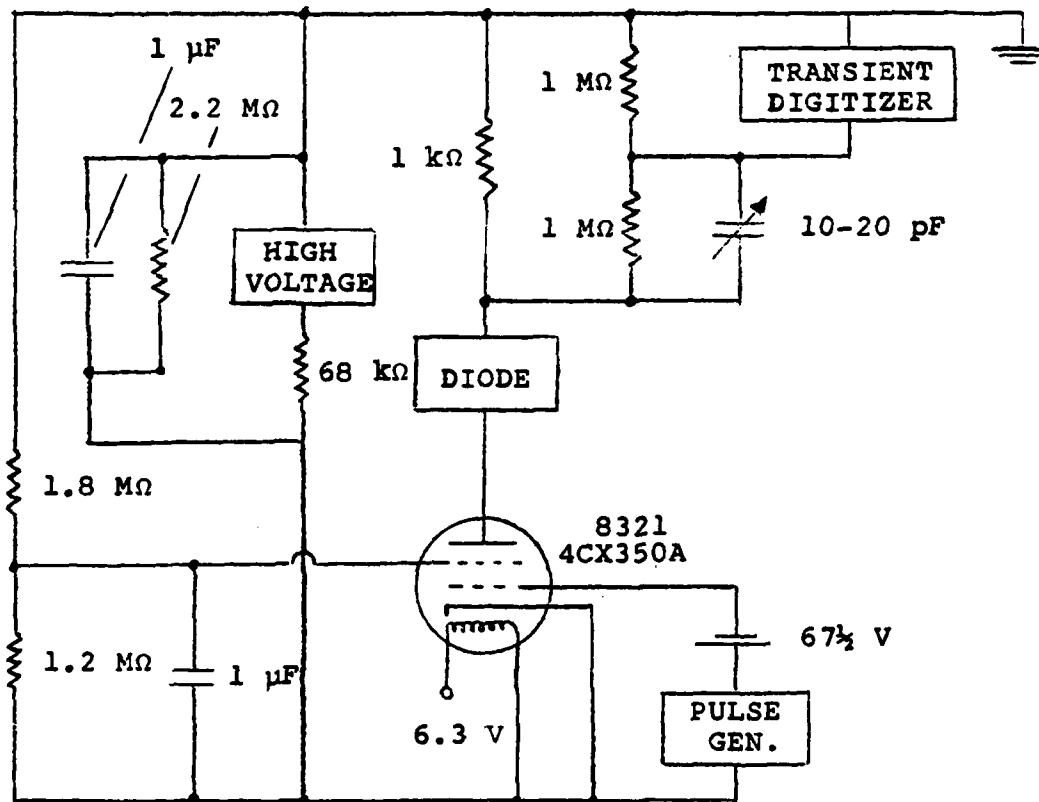 1 μF
2.2 MΩ
1 MΩ
TRANSIENT
DIGITIZER
1 kΩ
1 MΩ
10-20 pF
HIGH
VOLTAGE
68 kΩ
DIODE
1.8 MΩ
8321
4CX350A
67½ V
1.2 MΩ
1 μF
6.3 V
PULSE
GEN.